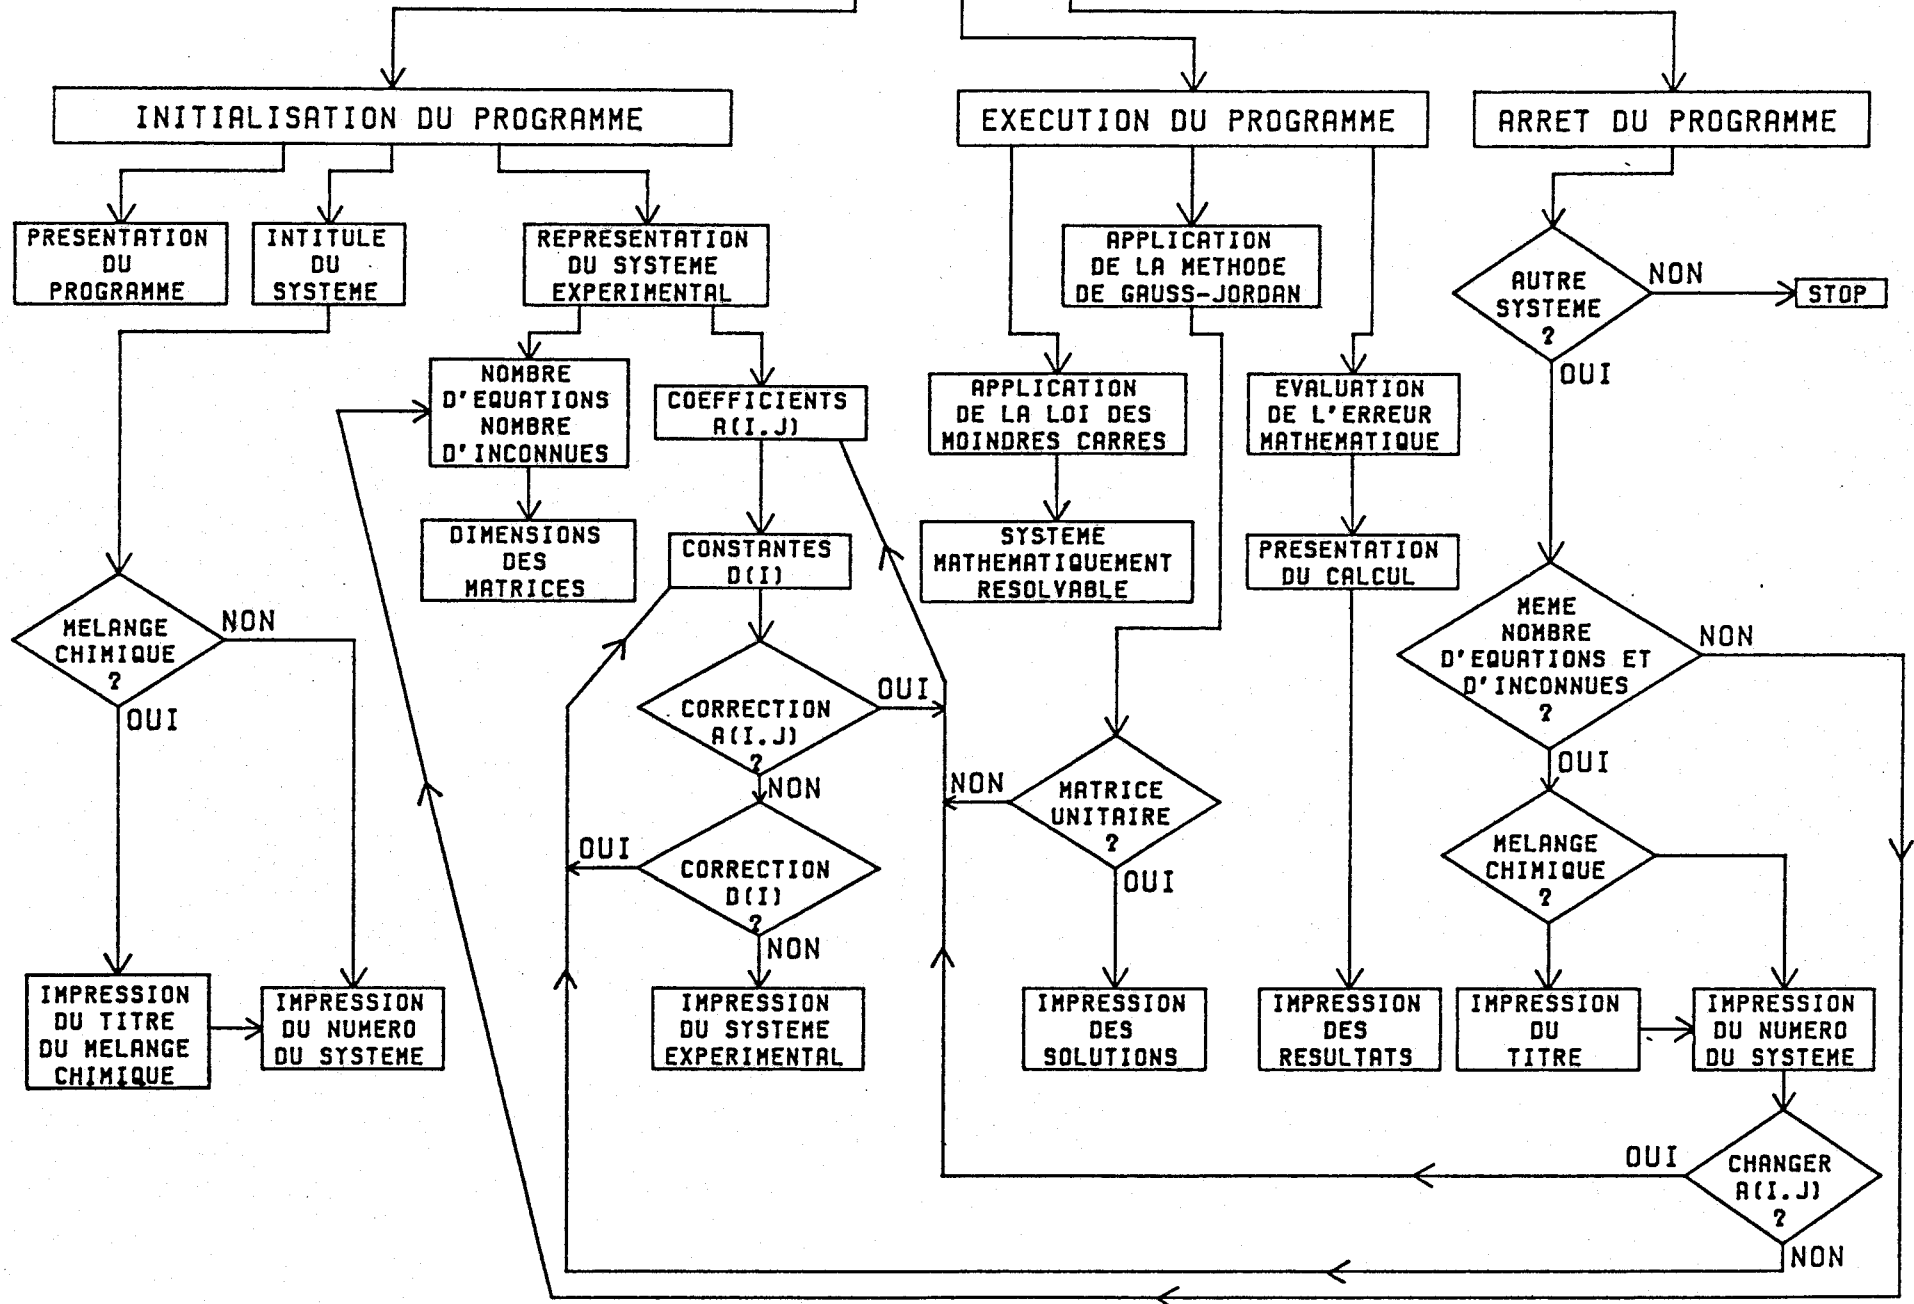 INITIALISATION DU PROGRAMME
EXECUTION DU PROGRAMME
ARRET DU PROGRAMME
PRESENTATION
DU
PROGRAMME
INTITULE
DU
SYSTEME
REPRESENTATION
DU SYSTEME
EXPERIMENTAL
APPLICATION
DE LA METHODE
DE GAUSS-JORDAN
AUTRE
SYSTEME
?
NON
STOP
OUI
NOMBRE
D'EQUATIONS
NOMBRE
D'INCONNUES
COEFFICIENTS
A(I.J)
APPLICATION
DE LA LOI DES
MOINDRES CARRES
EVALUATION
DE L'ERREUR
MATHEMATIQUE
DIMENSIONS
DES
MATRICES
CONSTANTES
D(I)
SYSTEME
MATHEMATIQUEMENT
RESOLVABLE
PRESENTATION
DU CALCUL
MELANGE
CHIMIQUE
?
NON
OUI
MEME
NOMBRE
D'EQUATIONS ET
D'INCONNUES
?
NON
OUI
CORRECTION
A(I.J)
?
OUI
NON
MATRICE
UNITAIRE
?
NON
OUI
CORRECTION
D(I)
?
OUI
NON
MELANGE
CHIMIQUE
?
IMPRESSION
DU TITRE
DU MELANGE
CHIMIQUE
IMPRESSION
DU NUMERO
DU SYSTEME
IMPRESSION
DU SYSTEME
EXPERIMENTAL
IMPRESSION
DES
SOLUTIONS
IMPRESSION
DES
RESULTATS
IMPRESSION
DU
TITRE
IMPRESSION
DU NUMERO
DU SYSTEME
CHANGER
A(I.J)
?
OUI
NON